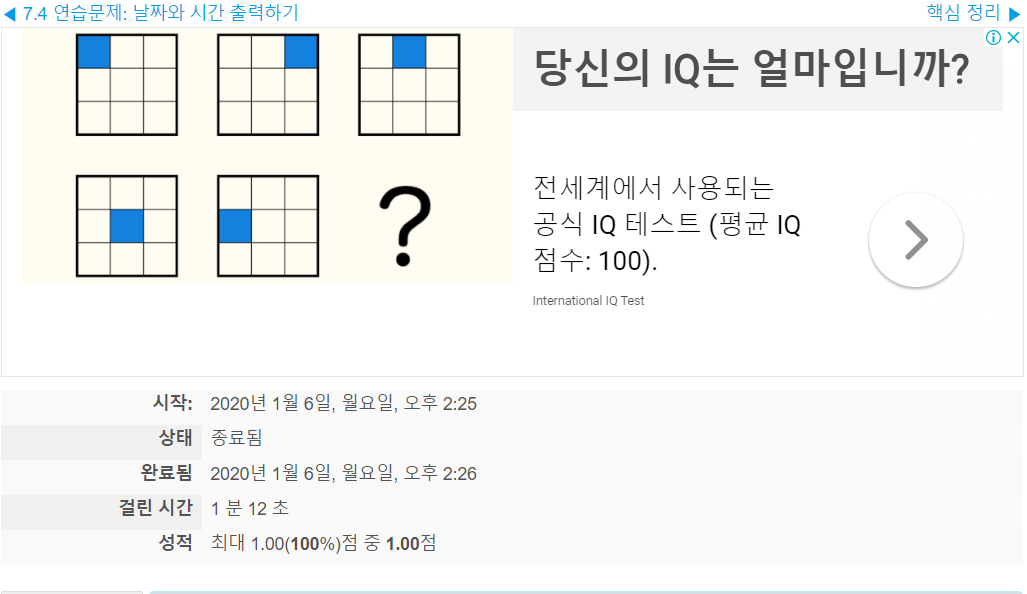 ◀ 7.4 연습문제: 날짜와 시간 출력하기
핵심 정리 ▶
당신의 IQ는 얼마입니까?
?
전세계에서 사용되는
공식 IQ 테스트 (평균 IQ
점수: 100).
International IQ Test
시작: 2020년 1월 6일, 월요일, 오후 2:25
상태 종료됨
완료됨 2020년 1월 6일, 월요일, 오후 2:26
걸린 시간 1 분 12 초
성적 최대 1.00(100%)점 중 1.00점